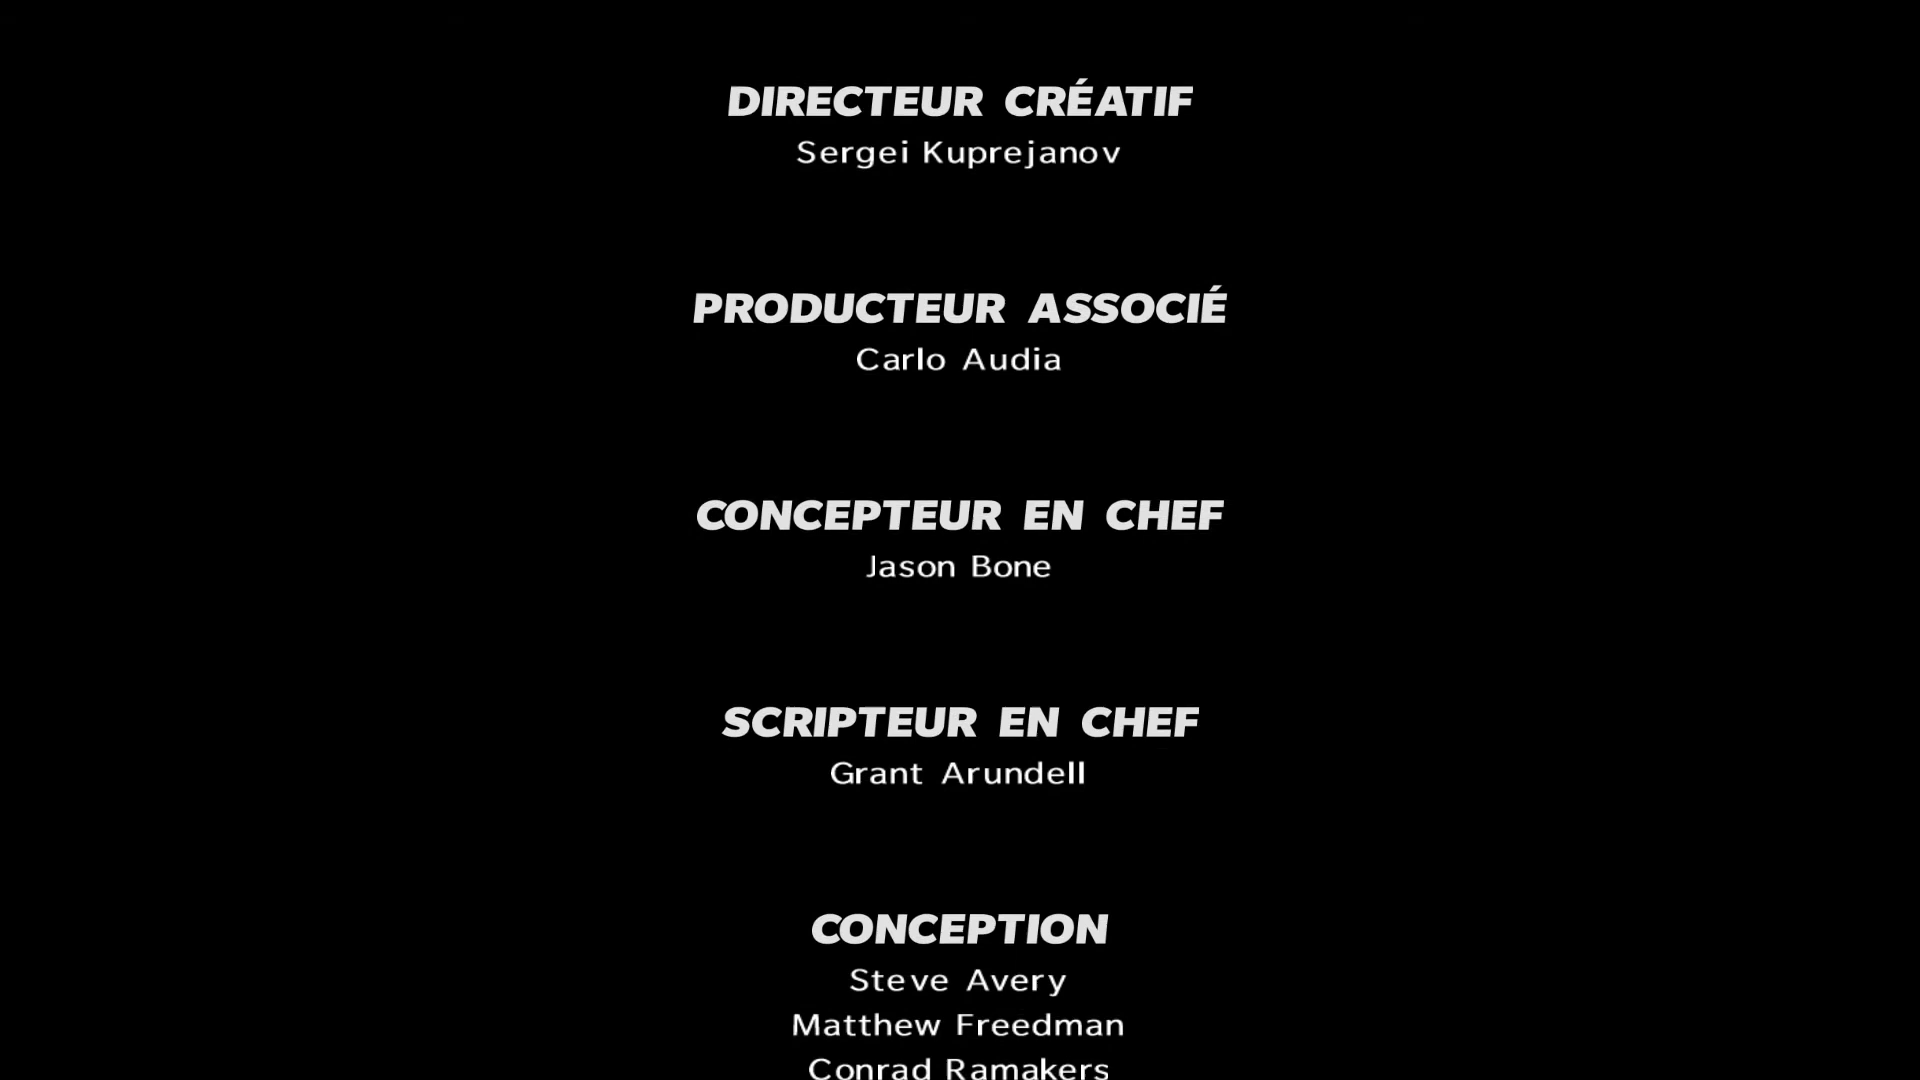 DIRECTEUR CRÉATIF
Sergei Kuprejanov
PRODUCTEUR ASSOCIÉ
Carlo Audia
CONCEPTEUR EN CHEF
Jason Bone
SCRIPTEUR EN CHEF
Grant Arundell
CONCEPTION
Steve Avery
Matthew Freedman
Conrad Ramakers